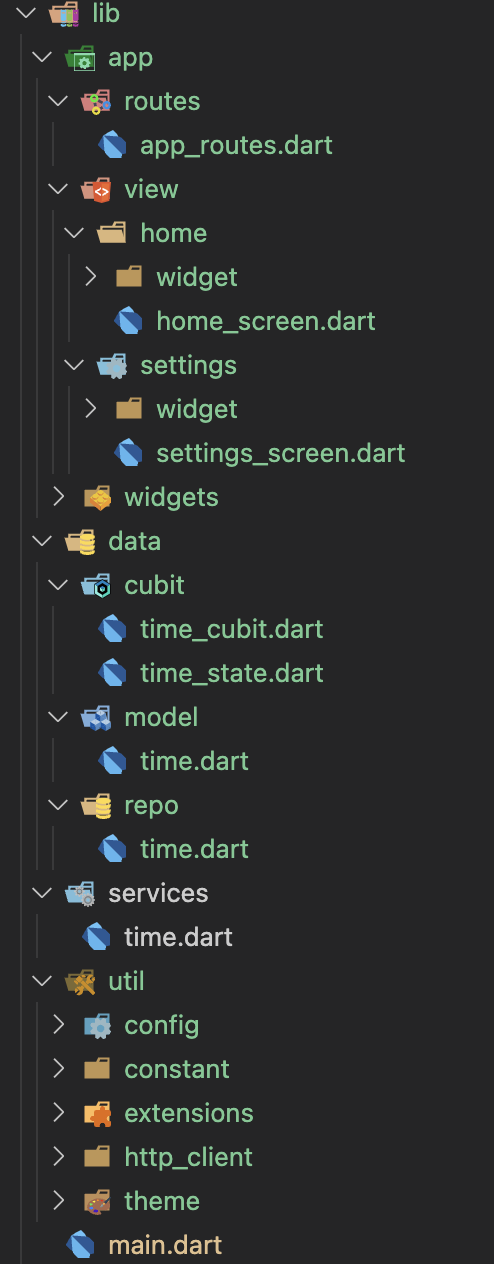 lib
app
routes
app_routes.dart
view
home
widget
home_screen.dart
settings
widget
settings_screen.dart
widgets
data
cubit
time_cubit.dart
time_state.dart
model
time.dart
repo
time.dart
services
time.dart
util
config
constant
extensions
http_client
theme
main.dart